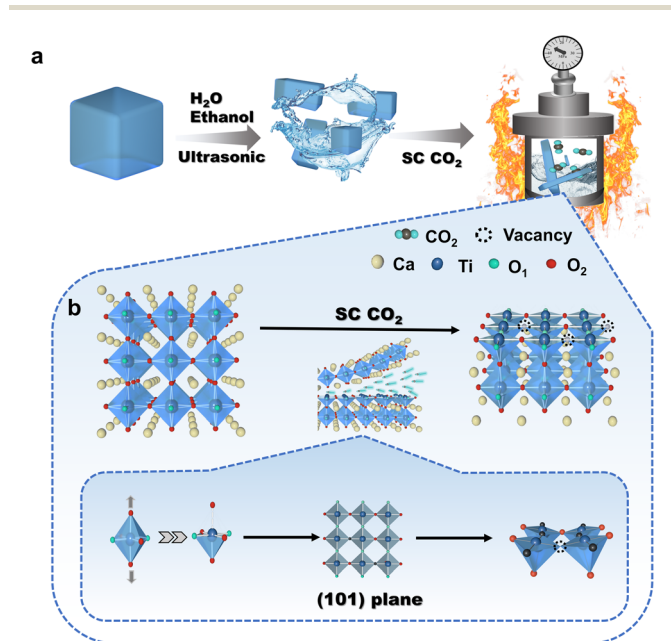 a
H₂O
Ethanol
Ultrasonic
SC CO₂
CO₂
Vacancy
Ca
Ti
O₁
O₂
b
SC CO₂
(101) plane